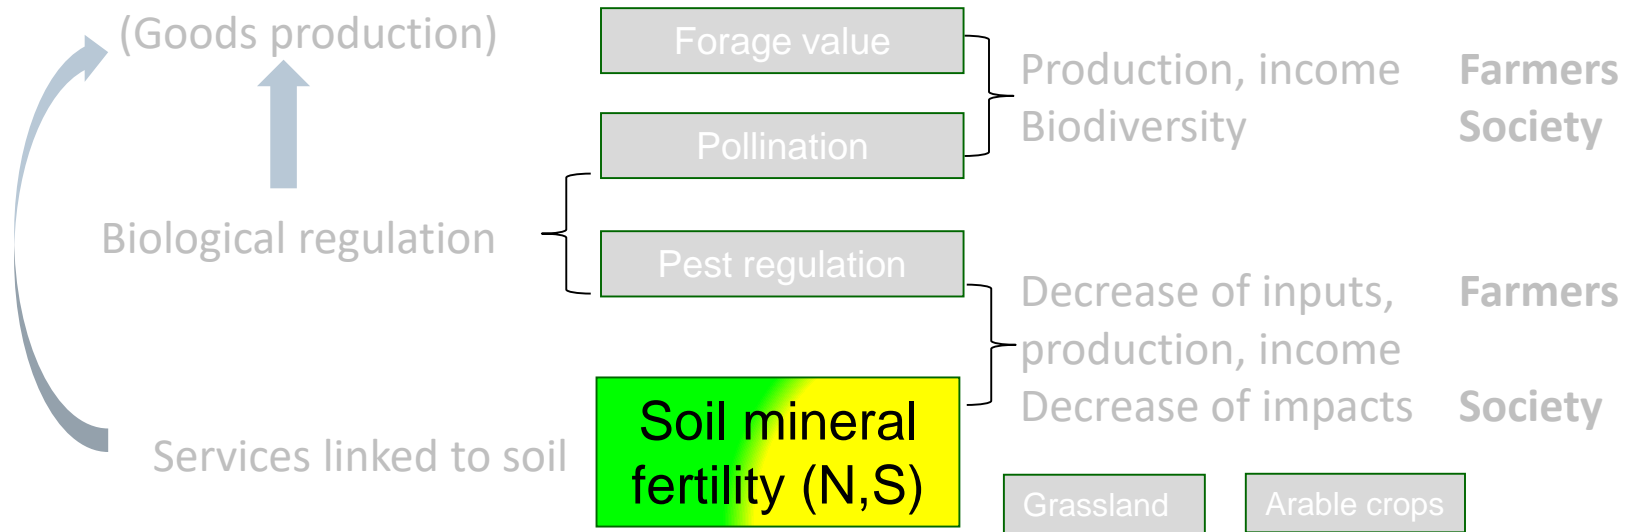 (Goods production)
Forage value
Production, income Farmers
Biodiversity Society
Pollination
Biological regulation
Pest regulation
Decrease of inputs, Farmers
production, income
Decrease of impacts Society
Soil mineral
fertility (N,S)
Services linked to soil
Grassland
Arable crops